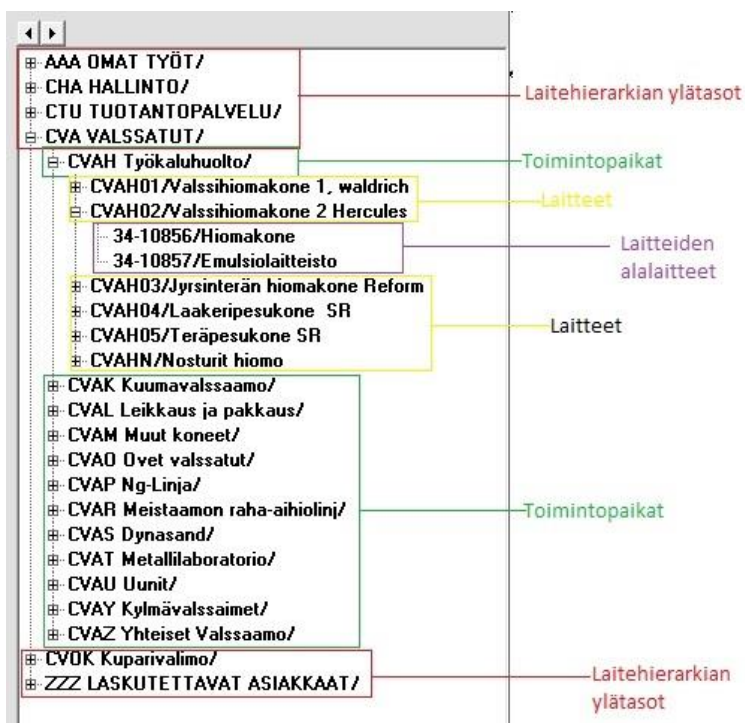 AAA OMAT TYÖT/
CHA HALLINTO/
CTU TUOTANTOPALVELU/
CVA VALSSATUT/
CVAH Työkaluhuolto/
CVAH01/Valssihiomakone 1, waldrich
CVAH02/Valssihiomakone 2 Hercules
34-10856/Hiomakone
34-10857/Emulsiolaitteisto
CVAH03/Jyrsinterän hiomakone Reform
CVAH04/Laakeripesukone SR
CVAH05/Teräpesukone SR
CVAHN/Nosturit hiomo
CVAK Kuumavalssaamo/
CVAL Leikkaus ja pakkaus/
CVAM Muut koneet/
CVAO Ovet valssatut/
CVAP Ng-Linja/
CVAR Meistaamon raha-aihiolinj/
CVAS Dynasand/
CVAT Metallilaboratorio/
CVAU Uunit/
CVAY Kylmävalssaimet/
CVAZ Yhteiset Valssaamo/
CVOK Kuparivalimo/
ZZZ LASKUTETTAVAT ASIAKKAAT/
Laitehierarkian ylätasot
Toimintopaikat
Laitteet
Laitteiden
alalaitteet
Laitteet
Toimintopaikat
Laitehierarkian
ylätasot